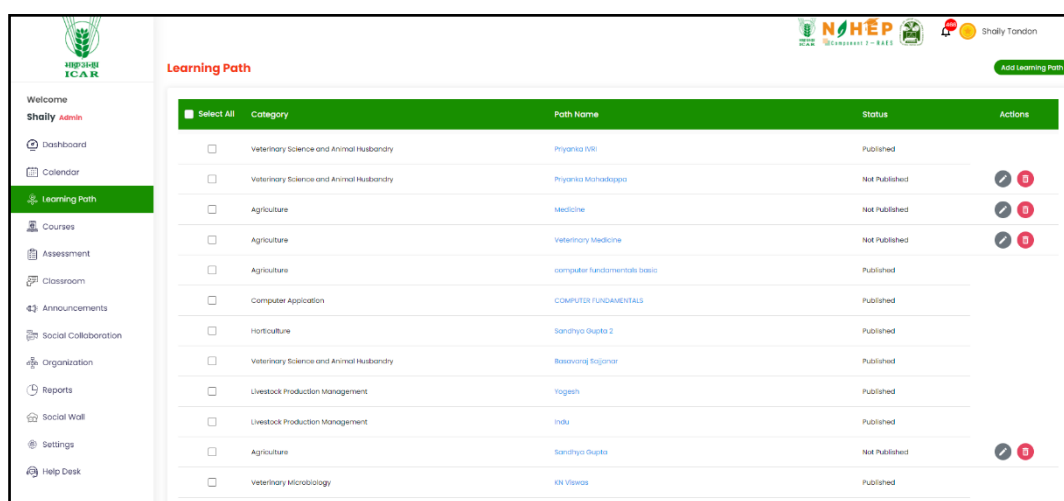 भाकृअनुप
ICAR
NAHEP
Component 2 - RAES
Shaily Tandon
Learning Path
Add Learning Path
Welcome
Shaily Admin
Dashboard
Calendar
Learning Path
Courses
Assessment
Classroom
Announcements
Social Collaboration
Organization
Reports
Social Wall
Settings
Help Desk
Select All Category Path Name Status Actions
Veterinary Science and Animal Husbandry Priyanka IVRI Published
Veterinary Science and Animal Husbandry Priyanka Mahadappa Not Published
Agriculture Medicine Not Published
Agriculture Veterinary Medicine Not Published
Agriculture computer fundamentals basic Published
Computer Appication COMPUTER FUNDAMENTALS Published
Horticulture Sandhya Gupta 2 Published
Veterinary Science and Animal Husbandry Basavaraj Sajjanar Published
Livestock Production Management Yogesh Published
Livestock Production Management Indu Published
Agriculture Sandhya Gupta Not Published
Veterinary Microbiology KN Viswas Published